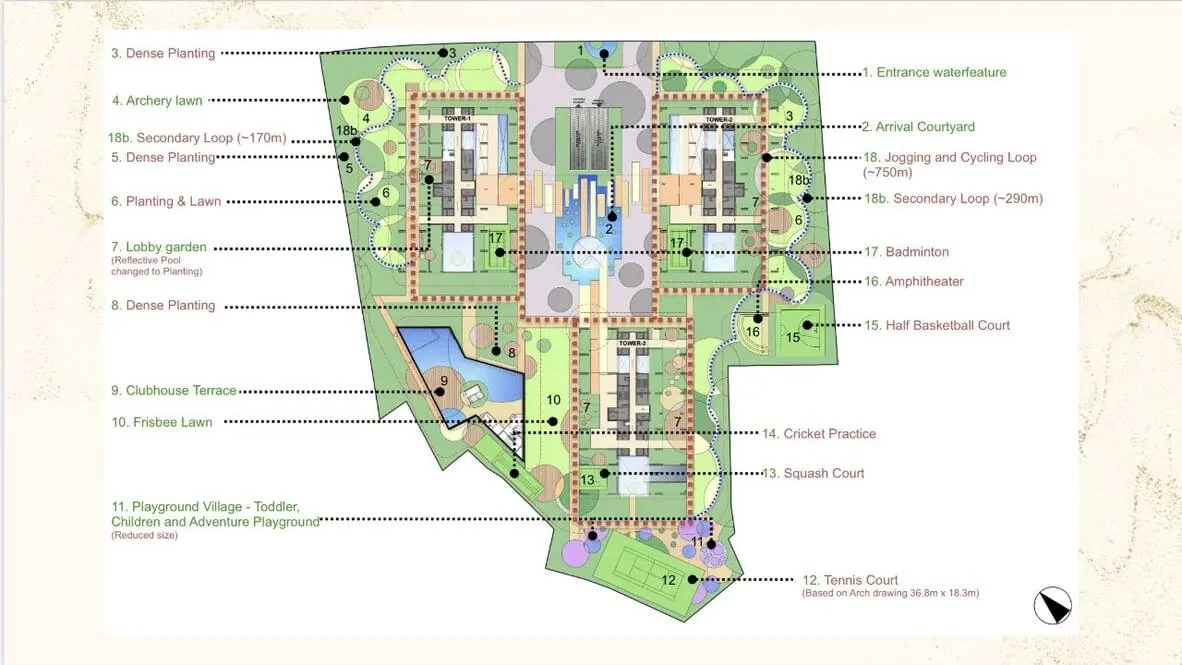 3. Dense Planting
4. Archery lawn
18b. Secondary Loop (~170m)
5. Dense Planting
6. Planting & Lawn
7. Lobby garden
(Reflective Pool
changed to Planting)
8. Dense Planting
9. Clubhouse Terrace
10. Frisbee Lawn
11. Playground Village - Toddler,
Children and Adventure Playground
(Reduced size)
3
4
18b
5
6
7
8
9
10
TOWER-1
17
1
2
TOWER-2
17
7
3
18b
6
16
15
TOWER-3
7
7
13
11
12
1. Entrance waterfeature
2. Arrival Courtyard
18. Jogging and Cycling Loop
(~750m)
18b. Secondary Loop (~290m)
17. Badminton
16. Amphitheater
15. Half Basketball Court
14. Cricket Practice
13. Squash Court
12. Tennis Court
(Based on Arch drawing 36.8m x 18.3m)